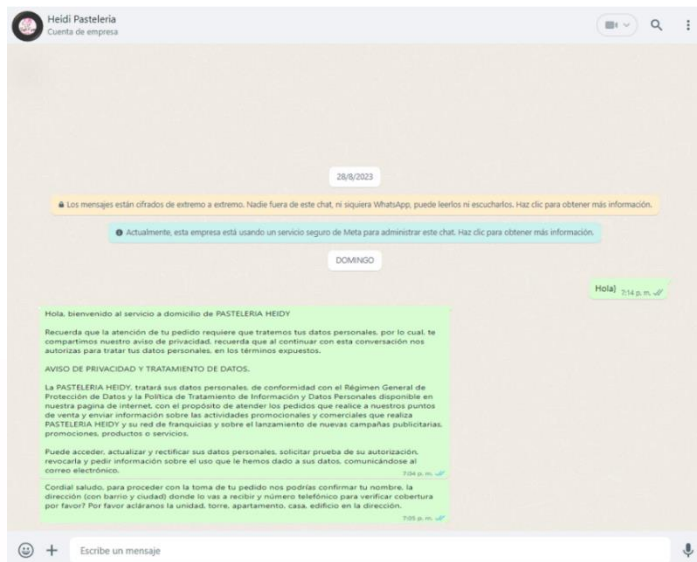 Heidi Pasteleria
Cuenta de empresa
28/8/2023
Los mensajes están cifrados de extremo a extremo. Nadie fuera de este chat, ni siquiera WhatsApp, puede leerlos ni escucharlos. Haz clic para obtener más información.
Actualmente, esta empresa está usando un servicio seguro de Meta para administrar este chat. Haz clic para obtener más información.
DOMINGO
Hola} 7:14 p. m.
Hola, bienvenido al servicio a domicilio de PASTELERIA HEIDY
Recuerda que la atención de tu pedido requiere que tratemos tus datos personales, por lo cual, te
compartimos nuestro aviso de privacidad, recuerda que al continuar con esta conversación nos
autorizas para tratar tus datos personales, en los términos expuestos.
AVISO DE PRIVACIDAD Y TRATAMIENTO DE DATOS.
La PASTELERIA HEIDY, tratará sus datos personales, de conformidad con el Régimen General de
Protección de Datos y la Política de Tratamiento de Información y Datos Personales disponible en
nuestra pagina de internet, con el propósito de atender los pedidos que realice a nuestros puntos
de venta y enviar información sobre las actividades promocionales y comerciales que realiza
PASTELERIA HEIDY y su red de franquicias y sobre el lanzamiento de nuevas campañas publicitarias,
promociones, productos o servicios.
Puede acceder, actualizar y rectificar sus datos personales, solicitar prueba de su autorización,
revocarla y pedir información sobre el uso que le hemos dado a sus datos, comunicándose al
correo electrónico. 7:04 p. m.
Cordial saludo, para proceder con la toma de tu pedido nos podrías confirmar tu nombre, la
dirección (con barrio y ciudad) donde lo vas a recibir y número telefónico para verificar cobertura
por favor? Por favor acláranos la unidad, torre, apartamento, casa, edificio en la dirección.
7:05 p. m.
Escribe un mensaje